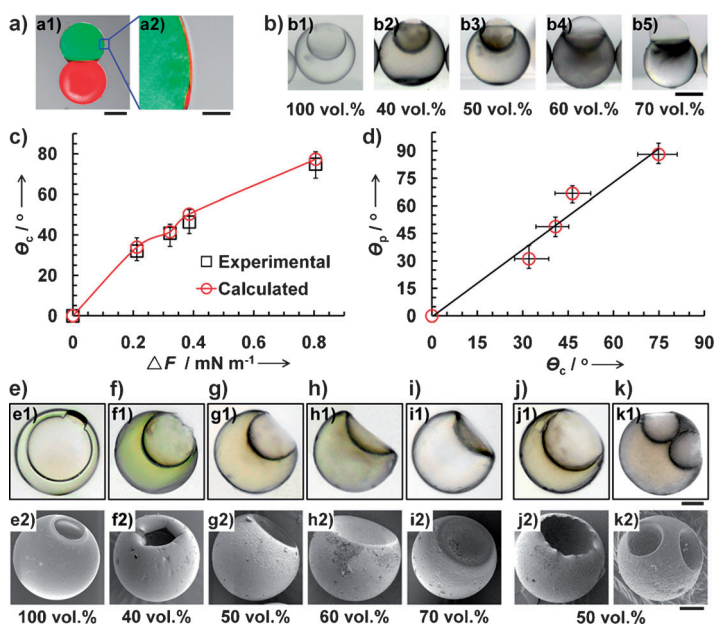 a)
a1)
a2)
b)
b1)
b2)
b3)
b4)
b5)
100 vol.%
40 vol.%
50 vol.%
60 vol.%
70 vol.%
c)
80
60
40
20
0
Θc / °
Experimental
Calculated
0
0.2
0.4
0.6
0.8
△F / mN m-1
d)
90
75
60
45
30
15
0
Θp / °
0
15
30
45
60
75
90
Θc / °
e)
f)
g)
h)
i)
j)
k)
e1)
f1)
g1)
h1)
i1)
j1)
k1)
e2)
f2)
g2)
h2)
i2)
j2)
k2)
100 vol.%
40 vol.%
50 vol.%
60 vol.%
70 vol.%
50 vol.%